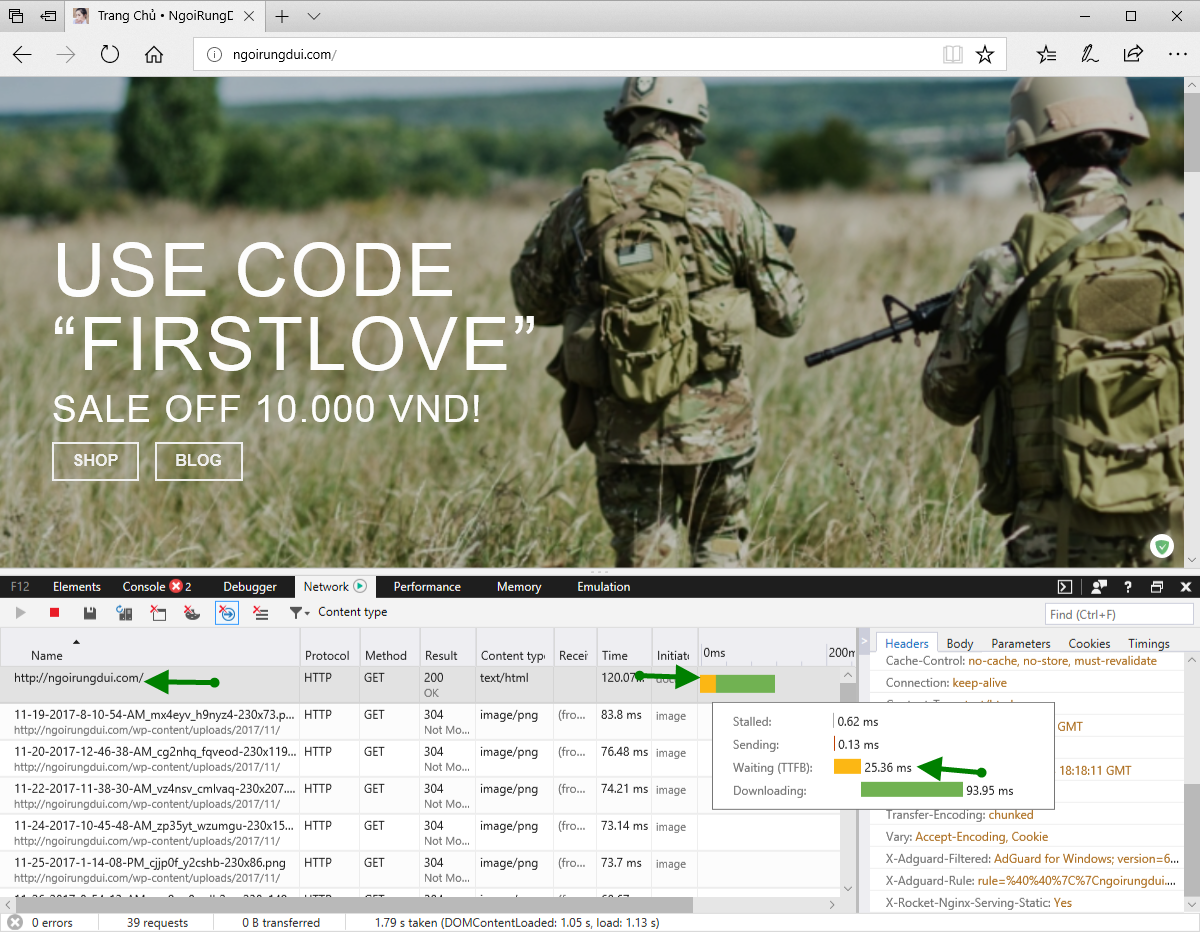 Trang Chủ • NgoiRungD
ngoirungdui.com/
USE CODE
“FIRSTLOVE”
SALE OFF 10.000 VND!
SHOP BLOG
F12 Elements Console 2 Debugger Network Performance Memory Emulation
Content type
Find (Ctrl+F)
Name Protocol Method Result Content type Recei Time Initiato 0ms 200m
Headers Body Parameters Cookies Timings
http://ngoirungdui.com/ HTTP GET 200 text/html 120.07
OK
11-19-2017-8-10-54-AM_mx4eyv_h9nyz4-230x73.p... HTTP GET 304 image/png (fro... 83.8 ms image
http://ngoirungdui.com/wp-content/uploads/2017/11/ Not Mo...
11-20-2017-12-46-38-AM_cg2nhq_fqveod-230x119... HTTP GET 304 image/png (fro... 76.48 ms image
http://ngoirungdui.com/wp-content/uploads/2017/11/ Not Mo...
11-22-2017-11-38-30-AM_vz4nsv_cmlvaq-230x207.... HTTP GET 304 image/png (fro... 74.21 ms image
http://ngoirungdui.com/wp-content/uploads/2017/11/ Not Mo...
11-24-2017-10-45-48-AM_zp35yt_wzumgu-230x15... HTTP GET 304 image/png (fro... 73.14 ms image
http://ngoirungdui.com/wp-content/uploads/2017/11/ Not Mo...
11-25-2017-1-14-08-PM_cjjp0f_y2cshb-230x86.png HTTP GET 304 image/png (fro... 73.7 ms image
http://ngoirungdui.com/wp-content/uploads/2017/11/ Not Mo...
Stalled: 0.62 ms
Sending: 0.13 ms
Waiting (TTFB): 25.36 ms
Downloading: 93.95 ms
Cache-Control: no-cache, no-store, must-revalidate
Connection: keep-alive
GMT
18:18:11 GMT
Transfer-Encoding: chunked
Vary: Accept-Encoding, Cookie
X-Adguard-Filtered: AdGuard for Windows; version=6...
X-Adguard-Rule: rule=%40%40%7C%7Cngoirungdui....
X-Rocket-Nginx-Serving-Static: Yes
0 errors 39 requests 0 B transferred 1.79 s taken (DOMContentLoaded: 1.05 s, load: 1.13 s)